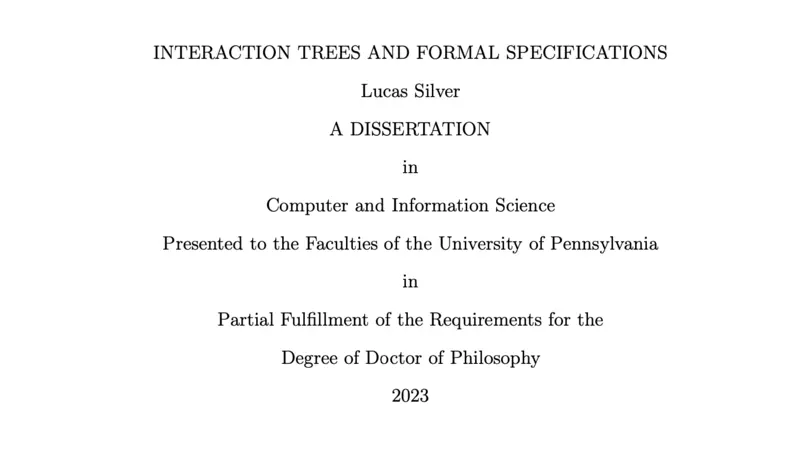 INTERACTION TREES AND FORMAL SPECIFICATIONS
Lucas Silver
A DISSERTATION
in
Computer and Information Science
Presented to the Faculties of the University of Pennsylvania
in
Partial Fulfillment of the Requirements for the
Degree of Doctor of Philosophy
2023